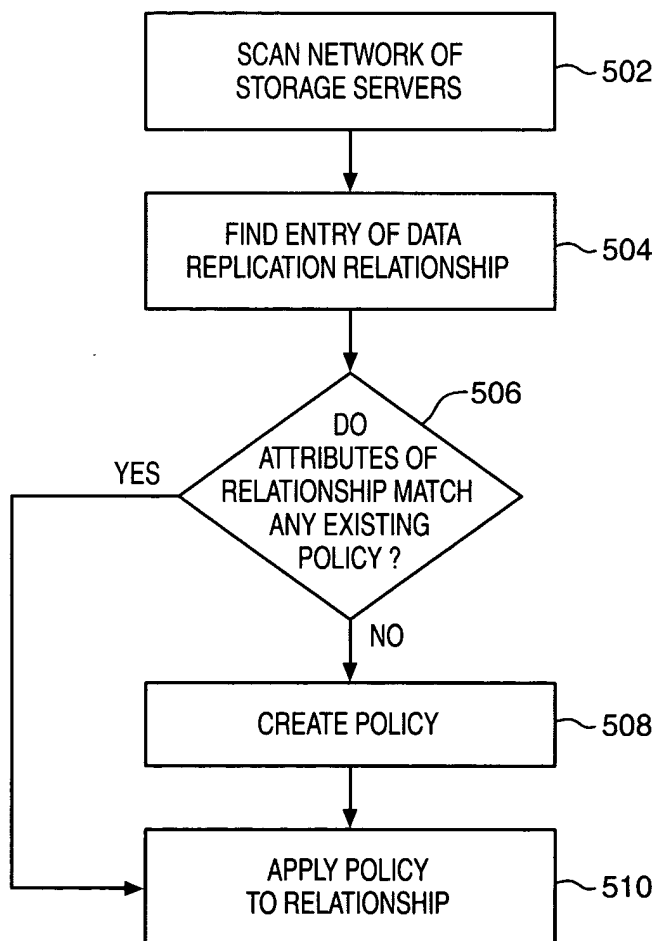 SCAN NETWORK OF
STORAGE SERVERS
502
FIND ENTRY OF DATA
REPLICATION RELATIONSHIP
504
506
DO
ATTRIBUTES OF
RELATIONSHIP MATCH
ANY EXISTING
POLICY ?
YES
NO
CREATE POLICY
508
APPLY POLICY
TO RELATIONSHIP
510